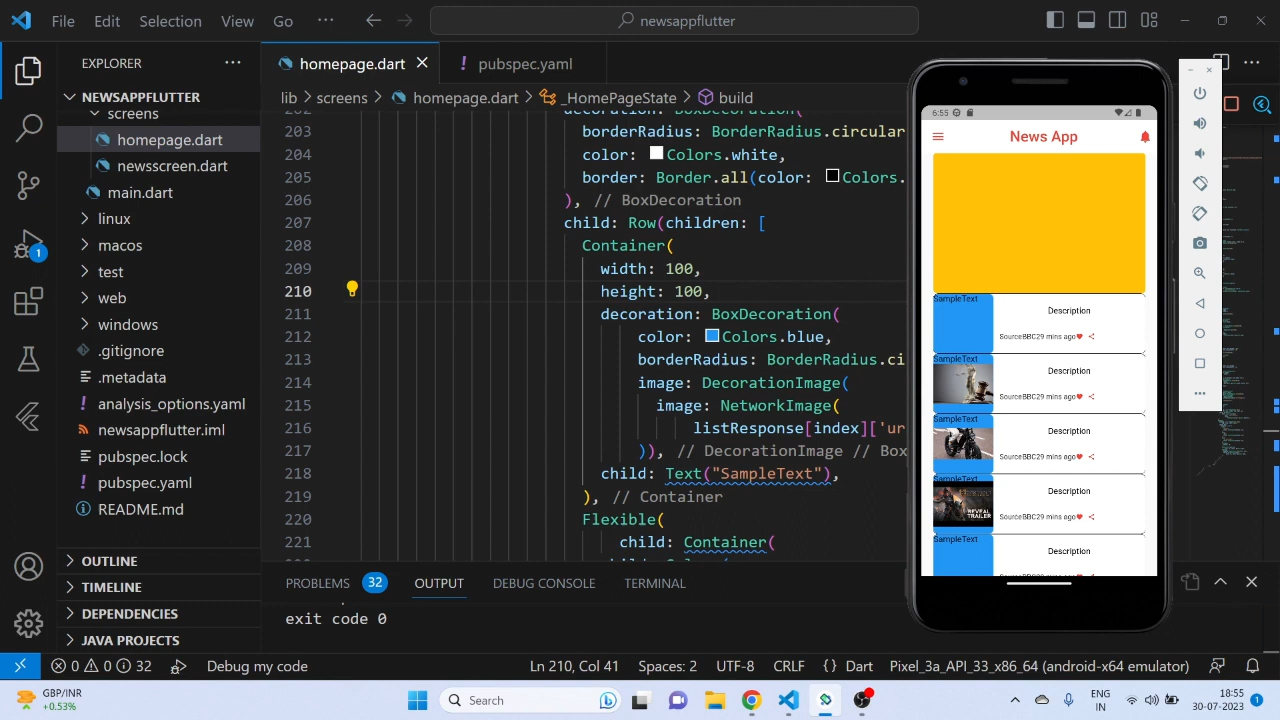 File Edit Selection View Go ··· newsappflutter
EXPLORER ···
homepage.dart
! pubspec.yaml
NEWSAPPFLUTTER
screens
homepage.dart
newsscreen.dart
main.dart
linux
macos
test
web
windows
.gitignore
.metadata
! analysis_options.yaml
newsappflutter.iml
pubspec.lock
! pubspec.yaml
README.md
OUTLINE
TIMELINE
DEPENDENCIES
JAVA PROJECTS
lib > screens > homepage.dart > _HomePageState > build
decoration: BoxDecoration(
203 borderRadius: BorderRadius.circular
204 color: Colors.white,
205 border: Border.all(color: Colors.
206 ), // BoxDecoration
207 child: Row(children: [
208 Container(
209 width: 100,
210 height: 100,
211 decoration: BoxDecoration(
212 color: Colors.blue,
213 borderRadius: BorderRadius.ci
214 image: DecorationImage(
215 image: NetworkImage(
216 listResponse[index]['ur
217 )), // DecorationImage // Box
218 child: Text("SampleText"),
219 ), // Container
220 Flexible(
221 child: Container(
PROBLEMS 32 OUTPUT DEBUG CONSOLE TERMINAL
exit code 0
6:55
News App
SampleText
Description
SourceBBC29 mins ago
SampleText
Description
SourceBBC29 mins ago
SampleText
Description
SourceBBC29 mins ago
SampleText
Description
SourceBBC29 mins ago
REVEAL
TRAILER
SampleText
Description
0 0 32 Debug my code Ln 210, Col 41 Spaces: 2 UTF-8 CRLF {} Dart Pixel_3a_API_33_x86_64 (android-x64 emulator)
GBP/INR
+0.53%
Search
ENG
IN
18:55
30-07-2023
1